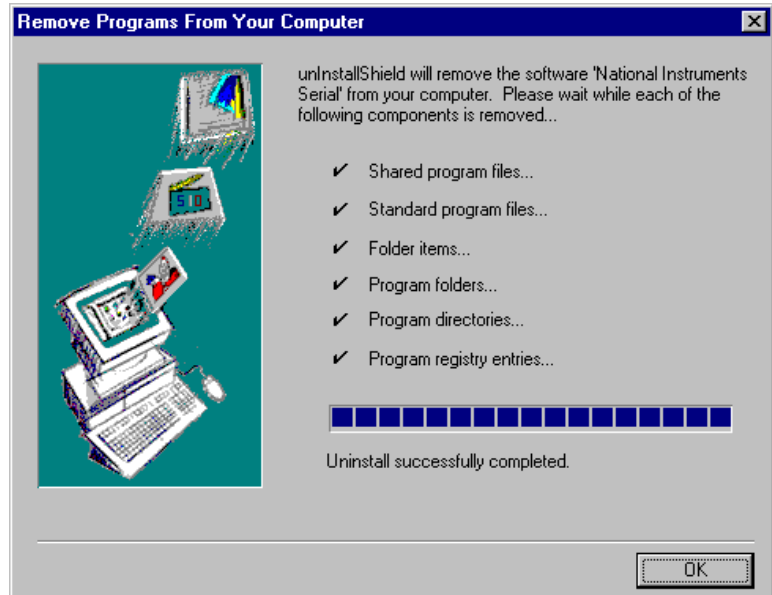 Remove Programs From Your Computer
unInstallShield will remove the software 'National Instruments
Serial' from your computer.  Please wait while each of the
following components is removed...
Shared program files...
Standard program files...
Folder items...
Program folders...
Program directories...
Program registry entries...
Uninstall successfully completed.
OK